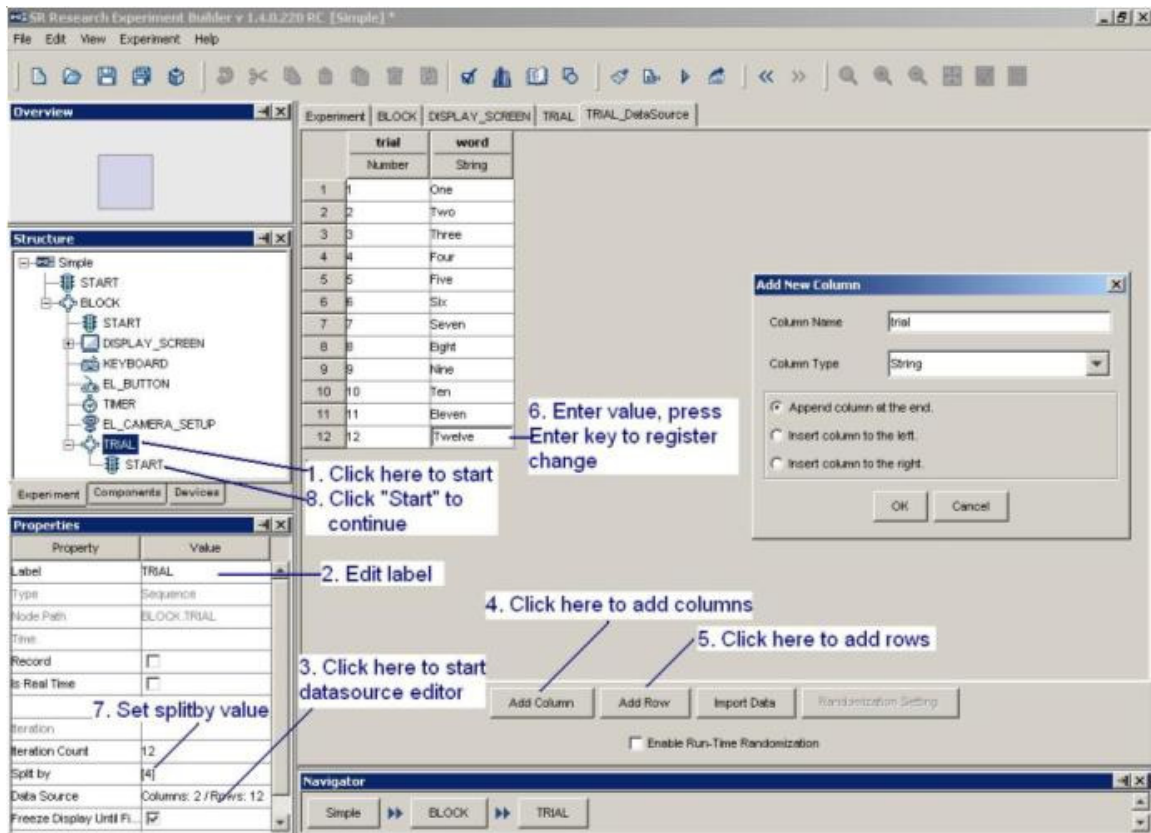 SR Research Experiment Builder v 1.4.0.220 RC [Simple] *
File Edit View Experiment Help
Overview
Experiment BLOCK DISPLAY_SCREEN TRIAL TRIAL_DataSource
trial word
Number String
1 1 One
2 2 Two
3 3 Three
4 4 Four
5 5 Five
6 6 Six
7 7 Seven
8 8 Eight
9 9 Nine
10 10 Ten
11 11 Eleven
12 12 Twelve
Structure
Simple
START
BLOCK
START
DISPLAY_SCREEN
KEYBOARD
EL_BUTTON
TIMER
EL_CAMERA_SETUP
TRIAL
START
Experiment Components Devices
Add New Column
Column Name trial
Column Type String
Append column at the end.
Insert column to the left.
Insert column to the right.
OK Cancel
6. Enter value, press
Enter key to register
change
1. Click here to start
8. Click "Start" to
continue
Properties
Property Value
Label TRIAL
Type Sequence
Node Path BLOCK.TRIAL
Time
Record
Is Real Time
Iteration
Iteration Count 12
Split by [4]
Data Source Columns: 2 / Rows: 12
Freeze Display Until Fi...
2. Edit label
4. Click here to add columns
5. Click here to add rows
3. Click here to start
datasource editor
7. Set splitby value
Add Column Add Row Import Data Randomization Setting
Enable Run-Time Randomization
Navigator
Simple BLOCK TRIAL